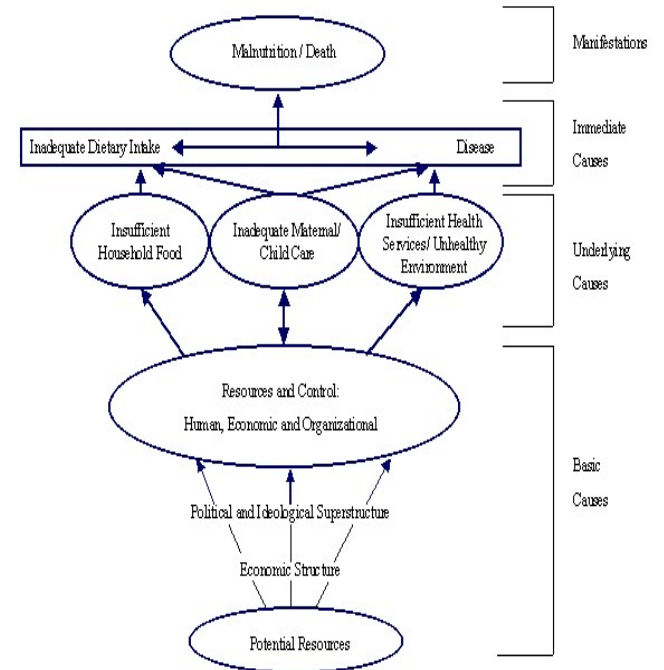 Malnutrition / Death
Manifestations
Inadequate Dietary Intake
Disease
Immediate
Causes
Insufficient
Household Food
Inadequate Maternal/
Child Care
Insufficient Health
Services/ Unhealthy
Environment
Underlying
Causes
Resources and Control:
Human, Economic and Organizational
Basic
Causes
Political and Ideological Superstructure
Economic Structure
Potential Resources